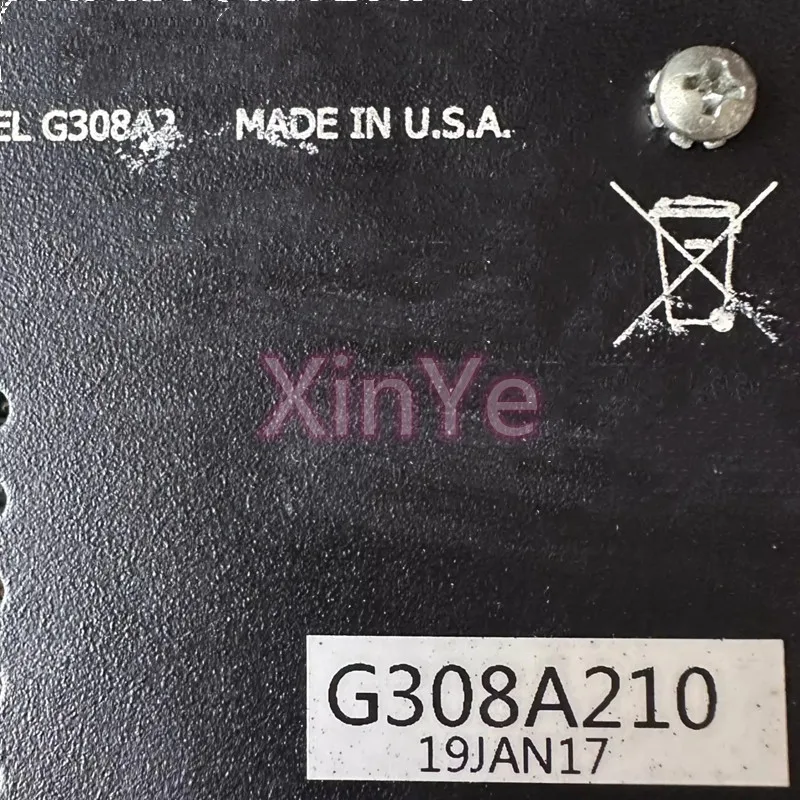 EL G308A2 MADE IN U.S.A.
XinYe
G308A210
19JAN17